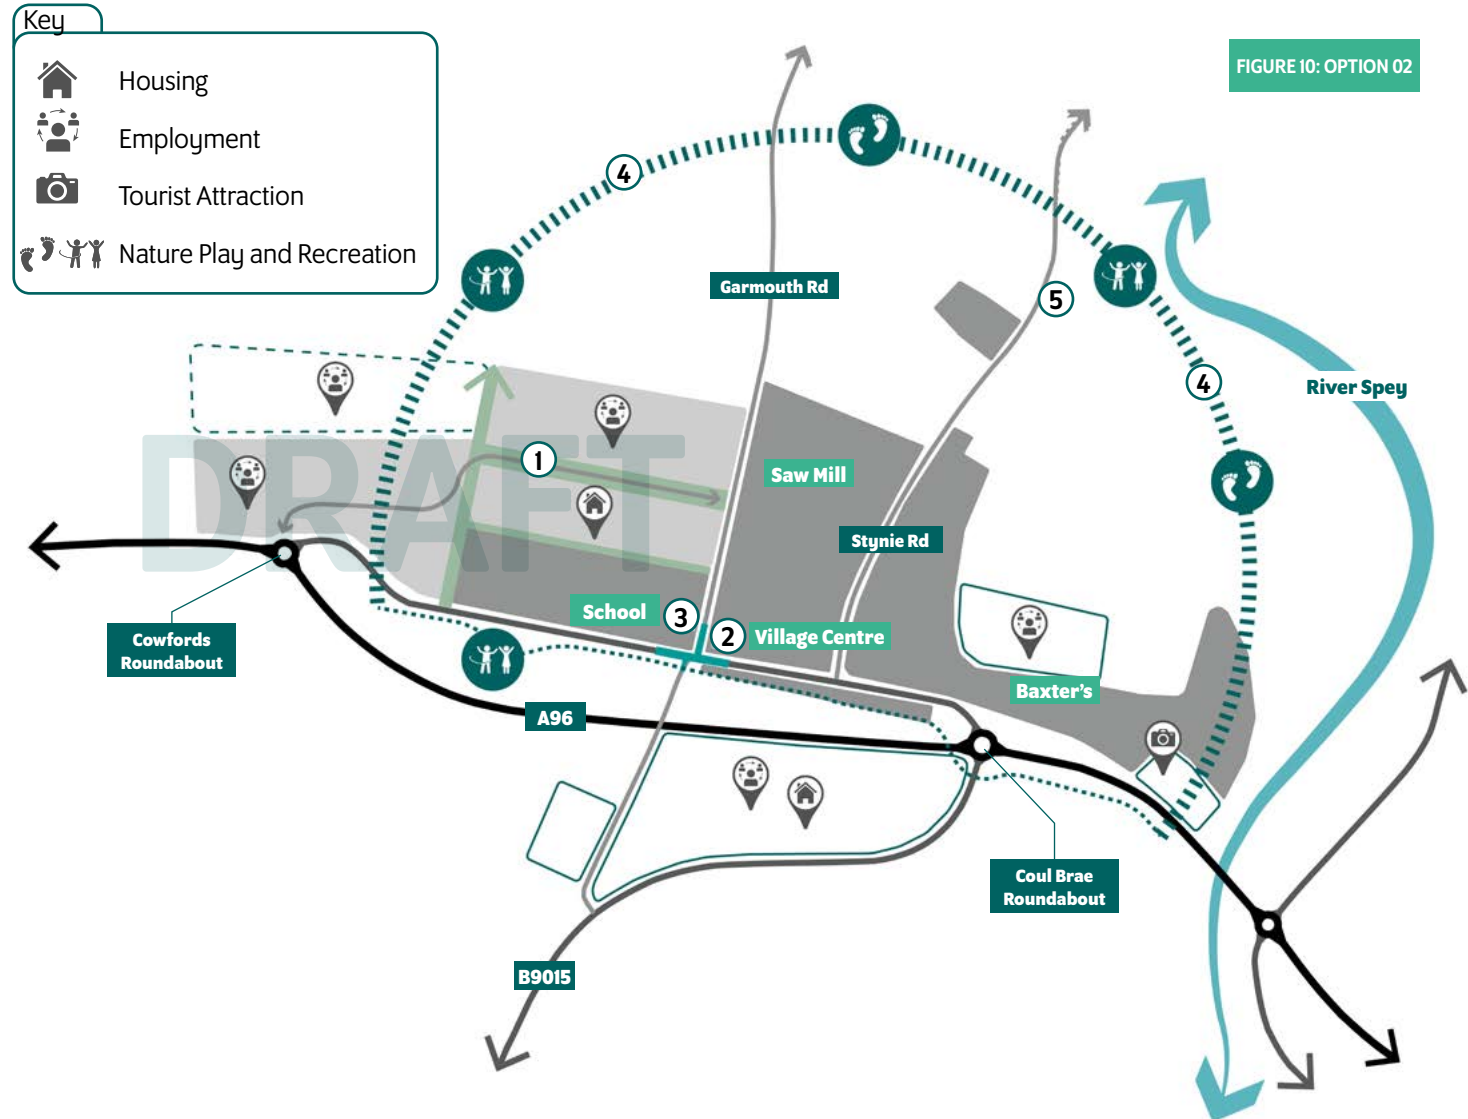 Key
Housing
Employment
Tourist Attraction
Nature Play and Recreation
FIGURE 10: OPTION 02
4
Garmouth Rd
5
4
River Spey
DRAFT
1
Saw Mill
Stynie Rd
School
3
2
Village Centre
Cowfords
Roundabout
Baxter's
A96
Coul Brae
Roundabout
B9015